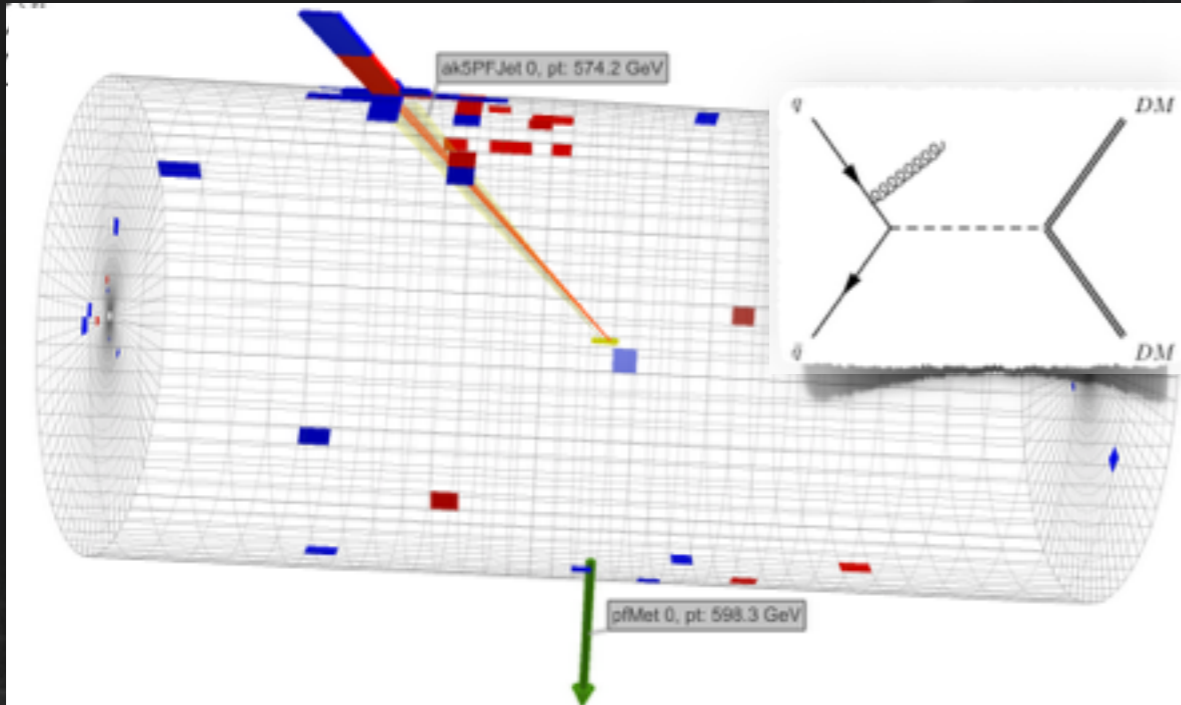 ak5PFJet 0, pt: 574.2 GeV
q DM
q̄ DM
pfMet 0, pt: 598.3 GeV